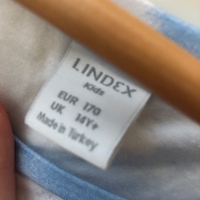 LINDEX
Kids
EUR 170
UK 14Y+
Made in Turkey